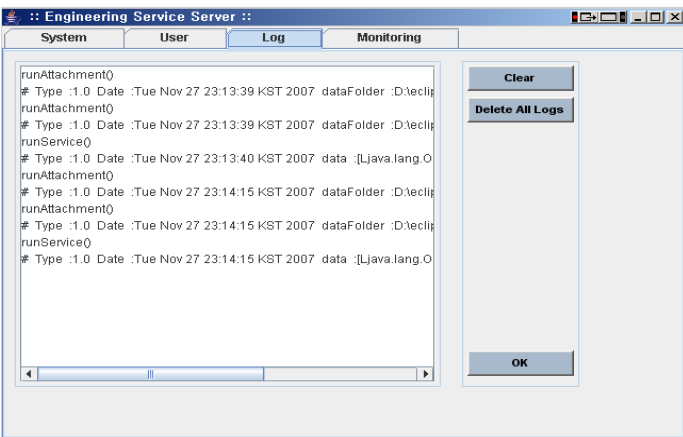 :: Engineering Service Server ::
System User Log Monitoring
runAttachment()
# Type :1.0 Date :Tue Nov 27 23:13:39 KST 2007 dataFolder :D:\eclip
runAttachment()
# Type :1.0 Date :Tue Nov 27 23:13:39 KST 2007 dataFolder :D:\eclip
runService()
# Type :1.0 Date :Tue Nov 27 23:13:40 KST 2007 data :[Ljava.lang.O
runAttachment()
# Type :1.0 Date :Tue Nov 27 23:14:15 KST 2007 dataFolder :D:\eclip
runAttachment()
# Type :1.0 Date :Tue Nov 27 23:14:15 KST 2007 dataFolder :D:\eclip
runService()
# Type :1.0 Date :Tue Nov 27 23:14:15 KST 2007 data :[Ljava.lang.O
Clear
Delete All Logs
OK